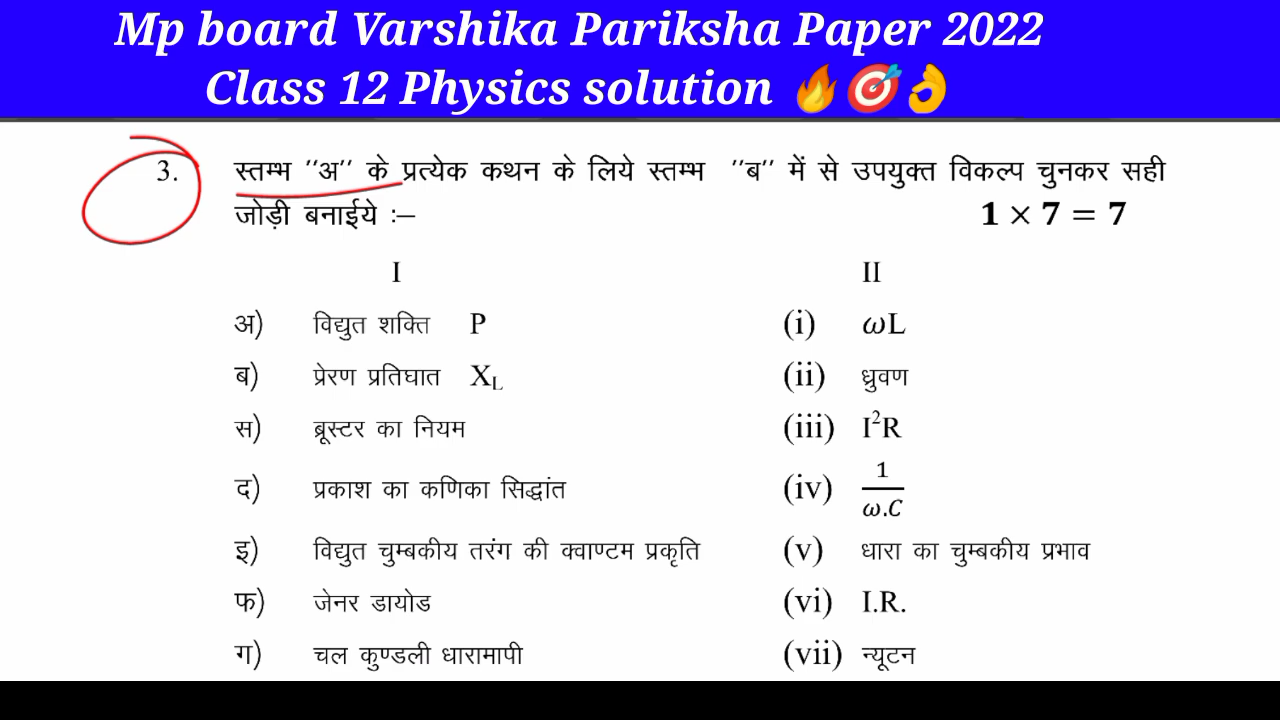 Mp board Varshika Pariksha Paper 2022
Class 12 Physics solution 🔥🎯👌
3. स्तम्भ "अ" के प्रत्येक कथन के लिये स्तम्भ "ब" में से उपयुक्त विकल्प चुनकर सही
जोड़ी बनाईये :– 1 × 7 = 7
I II
अ) विद्युत शक्ति P (i) ωL
ब) प्रेरण प्रतिघात X_L (ii) ध्रुवण
स) ब्रूस्टर का नियम (iii) I²R
द) प्रकाश का कणिका सिद्धांत (iv) 1/ω.C
इ) विद्युत चुम्बकीय तरंग की क्वाण्टम प्रकृति (v) धारा का चुम्बकीय प्रभाव
फ) जेनर डायोड (vi) I.R.
ग) चल कुण्डली धारामापी (vii) न्यूटन